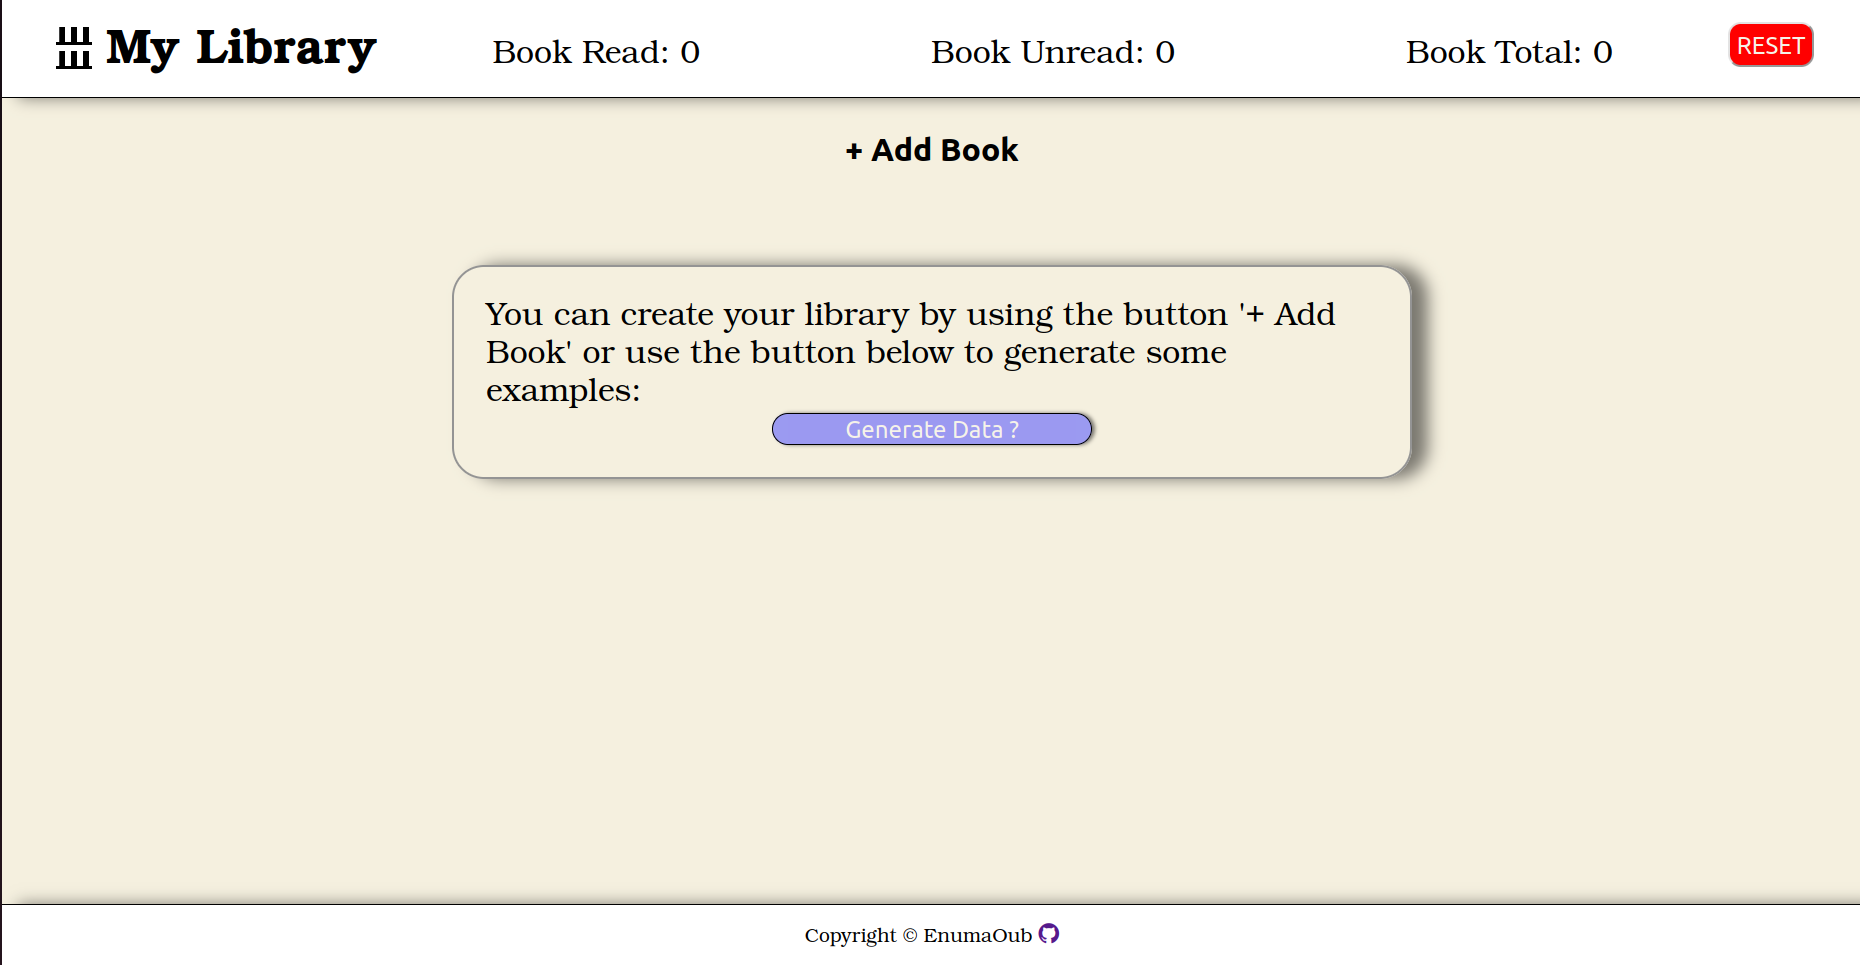 My Library
Book Read: 0
Book Unread: 0
Book Total: 0
RESET
+ Add Book
You can create your library by using the button '+ Add
Book' or use the button below to generate some
examples:
Generate Data ?
Copyright © EnumaOub